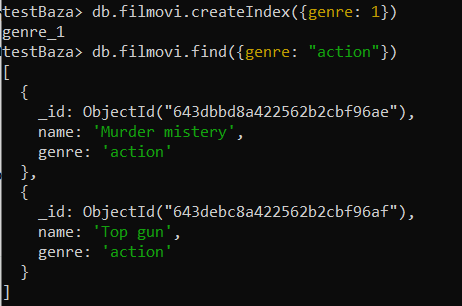 testBaza> db.filmovi.createIndex({genre: 1})
genre_1
testBaza> db.filmovi.find({genre: "action"})
[
  {
    _id: ObjectId("643dbbd8a422562b2cbf96ae"),
    name: 'Murder mistery',
    genre: 'action'
  },
  {
    _id: ObjectId("643debc8a422562b2cbf96af"),
    name: 'Top gun',
    genre: 'action'
  }
]